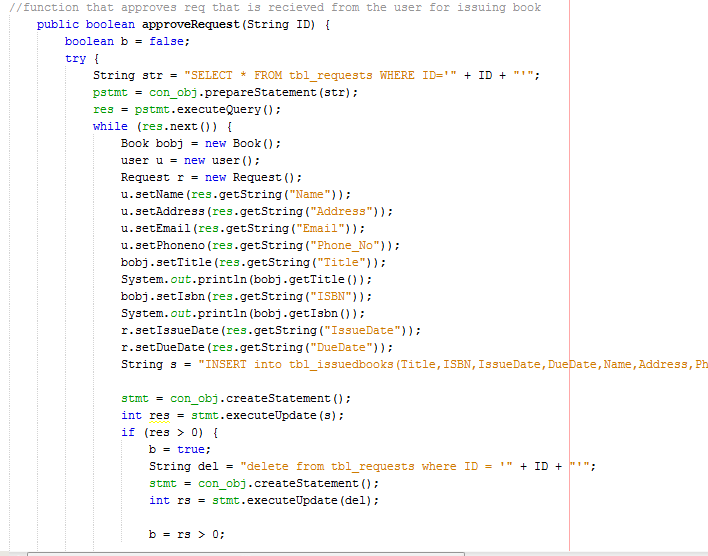 //function that approves req that is recieved from the user for issuing book
public boolean approveRequest(String ID) {
boolean b = false;
try {
String str = "SELECT * FROM tbl_requests WHERE ID='" + ID + "'";
pstmt = con_obj.prepareStatement(str);
res = pstmt.executeQuery();
while (res.next()) {
Book bobj = new Book();
user u = new user();
Request r = new Request();
u.setName(res.getString("Name"));
u.setAddress(res.getString("Address"));
u.setEmail(res.getString("Email"));
u.setPhoneno(res.getString("Phone_No"));
bobj.setTitle(res.getString("Title"));
System.out.println(bobj.getTitle());
bobj.setIsbn(res.getString("ISBN"));
System.out.println(bobj.getIsbn());
r.setIssueDate(res.getString("IssueDate"));
r.setDueDate(res.getString("DueDate"));
String s = "INSERT into tbl_issuedbooks(Title,ISBN,IssueDate,DueDate,Name,Address,Ph
stmt = con_obj.createStatement();
int res = stmt.executeUpdate(s);
if (res > 0) {
b = true;
String del = "delete from tbl_requests where ID = '" + ID + "'";
stmt = con_obj.createStatement();
int rs = stmt.executeUpdate(del);
b = rs > 0;